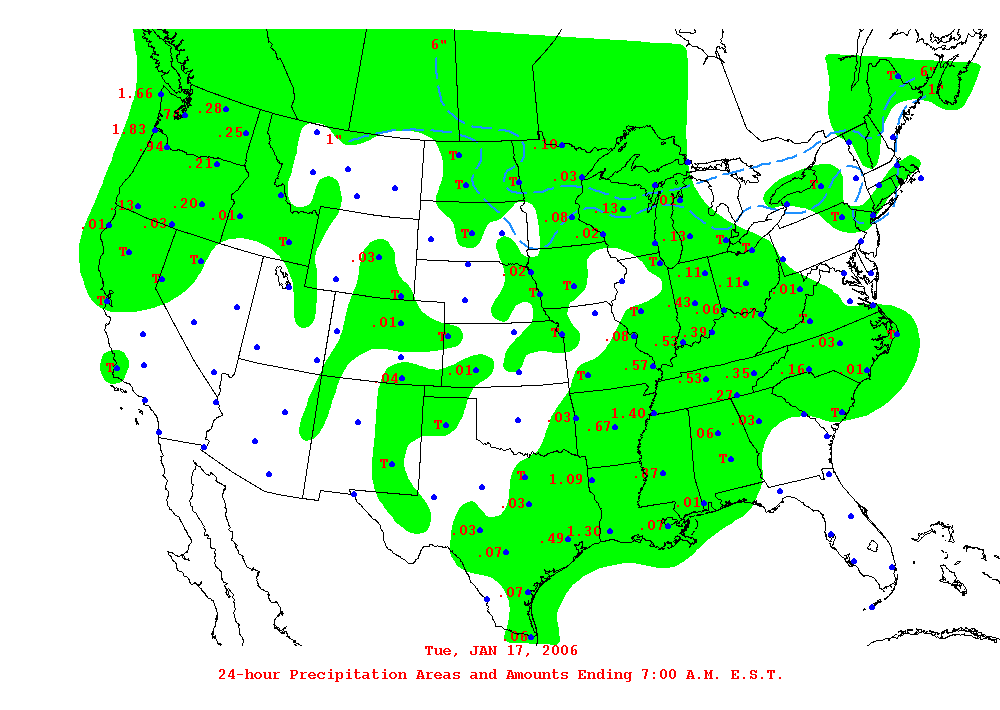 6"
6"
T
1"
1.66
.28
.7
1.83
.25
1"
.94
.10
T
.21
T
T
.03
T
.13
.20
.01
.13
.01
.03
.01
.08
T
T
.02
.13
T
T
T
T
.03
T
T
.02
.11
.11
T
T
T
.01
T
.43
.06
T
.07
T
.01
T
T
.08
.39
T
.53
.03
T
.01
.57
.04
T
.53
.35
.16
.01
.27
1.40
T
.03
.67
.03
T
.06
T
T
T
1.09
.37
.03
.01
.03
.49
1.30
.07
.07
.07
.06
Tue, JAN 17, 2006
24-hour Precipitation Areas and Amounts Ending 7:00 A.M. E.S.T.